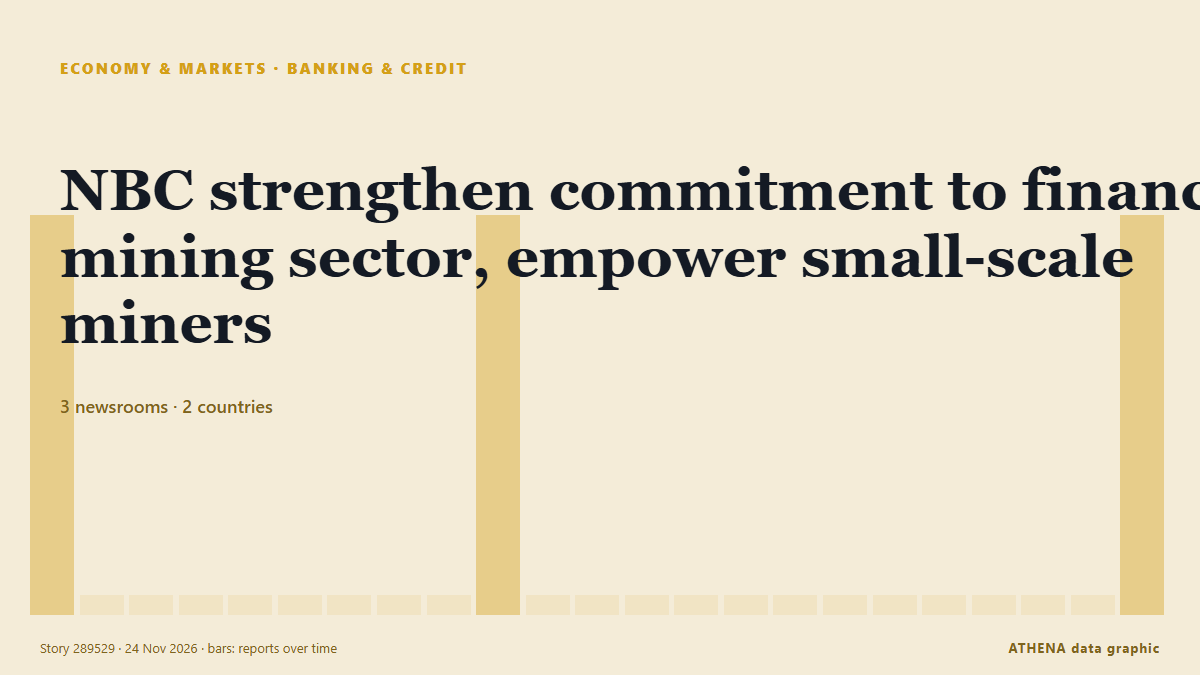 ECONOMY & MARKETS · BANKING & CREDIT
NBC strengthen commitment to financ
mining sector, empower small-scale
miners
3 newsrooms · 2 countries
Story 289529 · 24 Nov 2026 · bars: reports over time
ATHENA data graphic